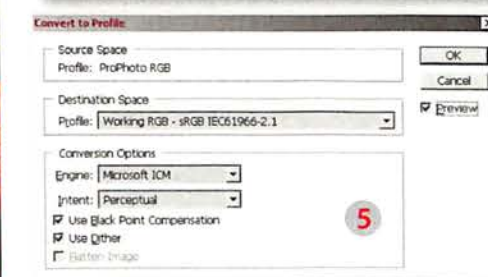 Convert to Profile
Source Space
Profile: ProPhoto RGB
OK
Cancel
Preview
Destination Space
Profile: Working RGB - sRGB IEC61966-2.1
Conversion Options
Engine: Microsoft ICM
Intent: Perceptual
Use Black Point Compensation
Use Dither
Flatten Image
5